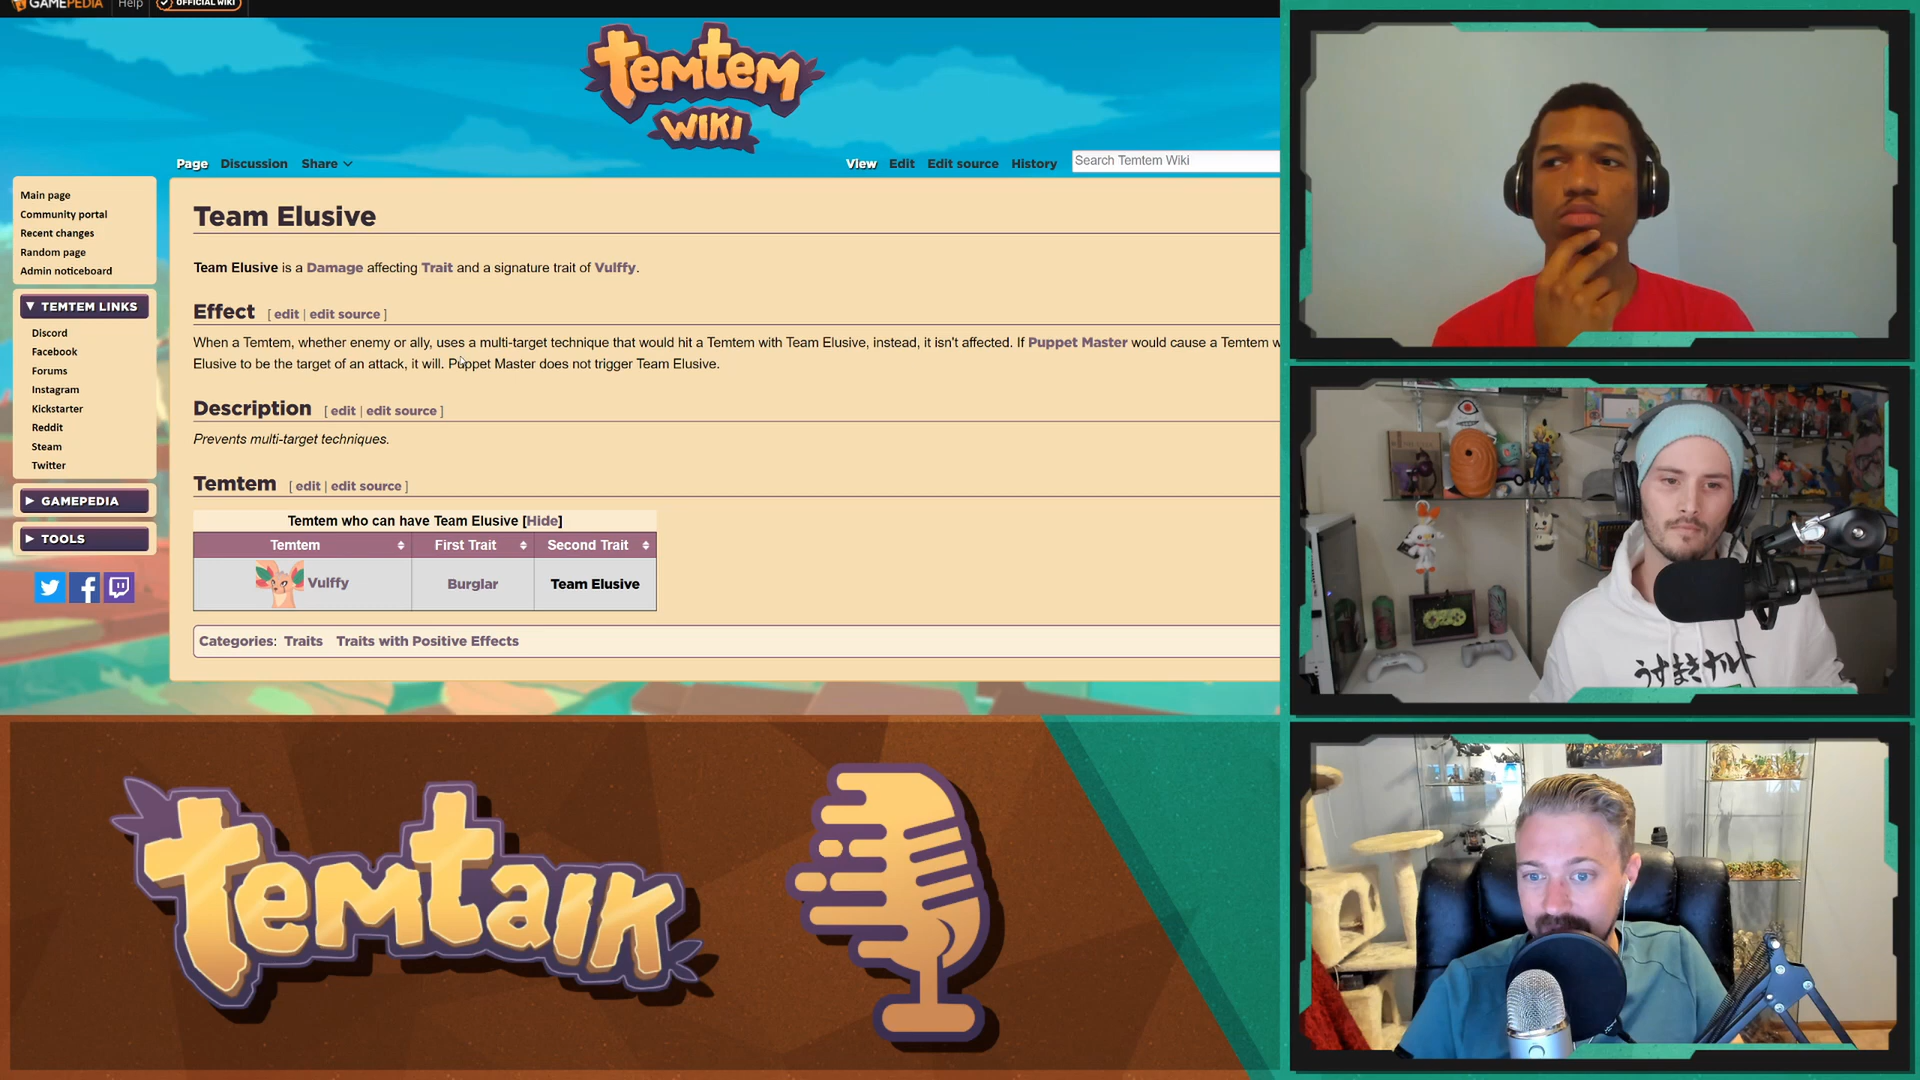 GAMEPEDIA
Help
OFFICIAL WIKI
Temtem
WIKI
Page
Discussion
Share
View
Edit
Edit source
History
Search Temtem Wiki
Main page
Community portal
Recent changes
Random page
Admin noticeboard
TEMTEM LINKS
Discord
Facebook
Forums
Instagram
Kickstarter
Reddit
Steam
Twitter
GAMEPEDIA
TOOLS
Team Elusive
Team Elusive is a Damage affecting Trait and a signature trait of Vulffy.
Effect [ edit | edit source ]
When a Temtem, whether enemy or ally, uses a multi-target technique that would hit a Temtem with Team Elusive, instead, it isn't affected. If Puppet Master would cause a Temtem w
Elusive to be the target of an attack, it will. Puppet Master does not trigger Team Elusive.
Description [ edit | edit source ]
Prevents multi-target techniques.
Temtem [ edit | edit source ]
Temtem who can have Team Elusive [Hide]
Temtem First Trait Second Trait
Vulffy Burglar Team Elusive
Categories: Traits Traits with Positive Effects
Temtalk
うずまきナルト